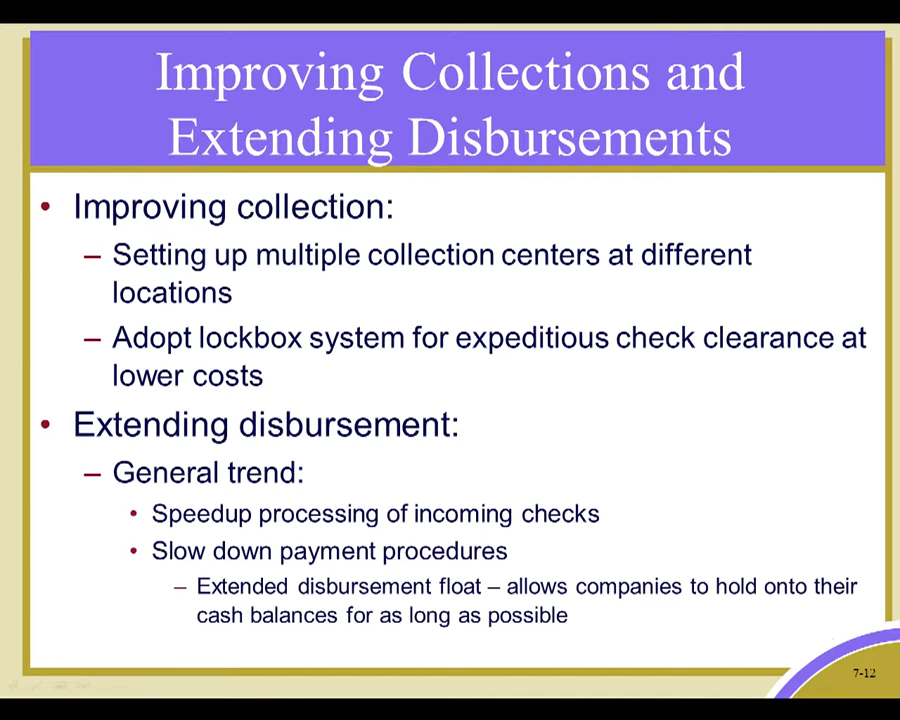 Improving Collections and
Extending Disbursements
• Improving collection:
– Setting up multiple collection centers at different
locations
– Adopt lockbox system for expeditious check clearance at
lower costs
• Extending disbursement:
– General trend:
• Speedup processing of incoming checks
• Slow down payment procedures
– Extended disbursement float – allows companies to hold onto their
cash balances for as long as possible
7-12